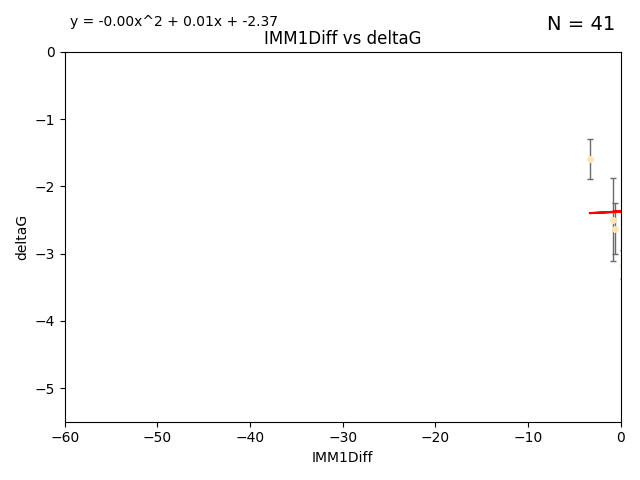 y = -0.00x^2 + 0.01x + -2.37
N = 41
IMM1Diff vs deltaG
0
−1
−2
−3
−4
−5
deltaG
−60 −50 −40 −30 −20 −10 0
IMM1Diff